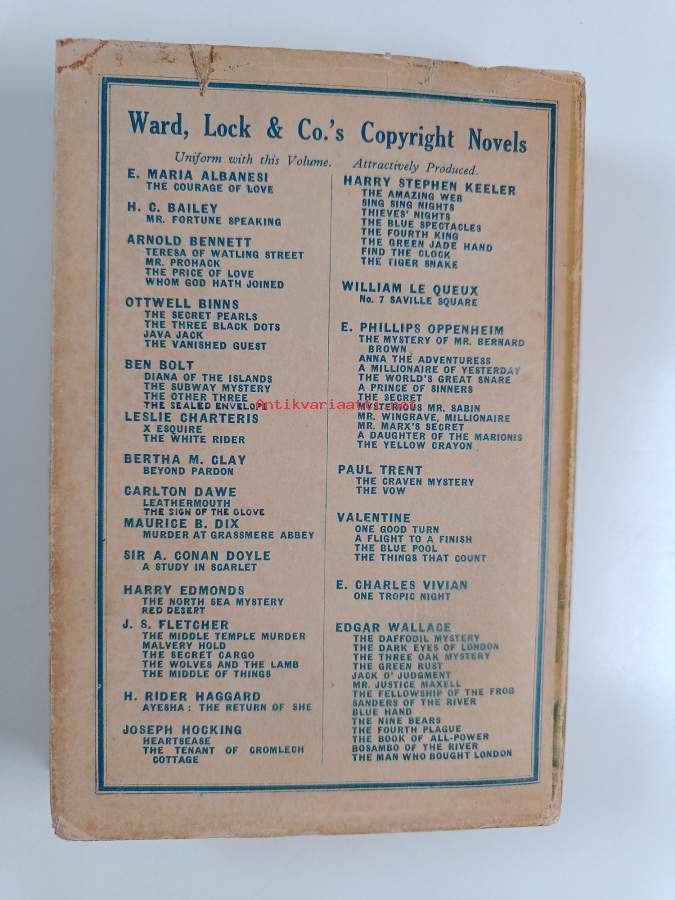 Ward, Lock & Co.'s Copyright Novels
Uniform with this Volume. Attractively Produced.
E. MARIA ALBANESI
THE COURAGE OF LOVE
H. C. BAILEY
MR. FORTUNE SPEAKING
ARNOLD BENNETT
TERESA OF WATLING STREET
MR. PROHACK
THE PRICE OF LOVE
WHOM GOD HATH JOINED
OTTWELL BINNS
THE SECRET PEARLS
THE THREE BLACK DOTS
JAVA JACK
THE VANISHED GUEST
BEN BOLT
DIANA OF THE ISLANDS
THE SUBWAY MYSTERY
THE OTHER THREE
THE SEALED ENVELOPE
LESLIE CHARTERIS
X ESQUIRE
THE WHITE RIDER
BERTHA M. CLAY
BEYOND PARDON
CARLTON DAWE
LEATHERMOUTH
THE SIGN OF THE GLOVE
MAURICE B. DIX
MURDER AT GRASSMERE ABBEY
SIR A. CONAN DOYLE
A STUDY IN SCARLET
HARRY EDMONDS
THE NORTH SEA MYSTERY
RED DESERT
J. S. FLETCHER
THE MIDDLE TEMPLE MURDER
MALVERY HOLD
THE SECRET CARGO
THE WOLVES AND THE LAMB
THE MIDDLE OF THINGS
H. RIDER HAGGARD
AYESHA: THE RETURN OF SHE
JOSEPH HOCKING
HEARTSEASE
THE TENANT OF CROMLECH
COTTAGE
HARRY STEPHEN KEELER
THE AMAZING WEB
SING SING NIGHTS
THIEVES' NIGHTS
THE BLUE SPECTACLES
THE FOURTH KING
THE GREEN JADE HAND
FIND THE CLOCK
THE TIGER SNAKE
WILLIAM LE QUEUX
No. 7 SAVILLE SQUARE
E. PHILLIPS OPPENHEIM
THE MYSTERY OF MR. BERNARD
BROWN
ANNA THE ADVENTURESS
A MILLIONAIRE OF YESTERDAY
THE WORLD'S GREAT SNARE
A PRINCE OF SINNERS
THE SECRET
MYSTERIOUS MR. SABIN
MR. WINGRAVE, MILLIONAIRE
MR. MARX'S SECRET
A DAUGHTER OF THE MARIONIS
THE YELLOW CRAYON
PAUL TRENT
THE CRAVEN MYSTERY
THE VOW
VALENTINE
ONE GOOD TURN
A FLIGHT TO A FINISH
THE BLUE POOL
THE THINGS THAT COUNT
E. CHARLES VIVIAN
ONE TROPIC NIGHT
EDGAR WALLACE
THE DAFFODIL MYSTERY
THE DARK EYES OF LONDON
THE THREE OAK MYSTERY
THE GREEN RUST
JACK O' JUDGMENT
MR. JUSTICE MAXELL
THE FELLOWSHIP OF THE FROG
SANDERS OF THE RIVER
BLUE HAND
THE NINE BEARS
THE FOURTH PLAGUE
THE BOOK OF ALL-POWER
BOSAMBO OF THE RIVER
THE MAN WHO BOUGHT LONDON
Antikvariaatti.net